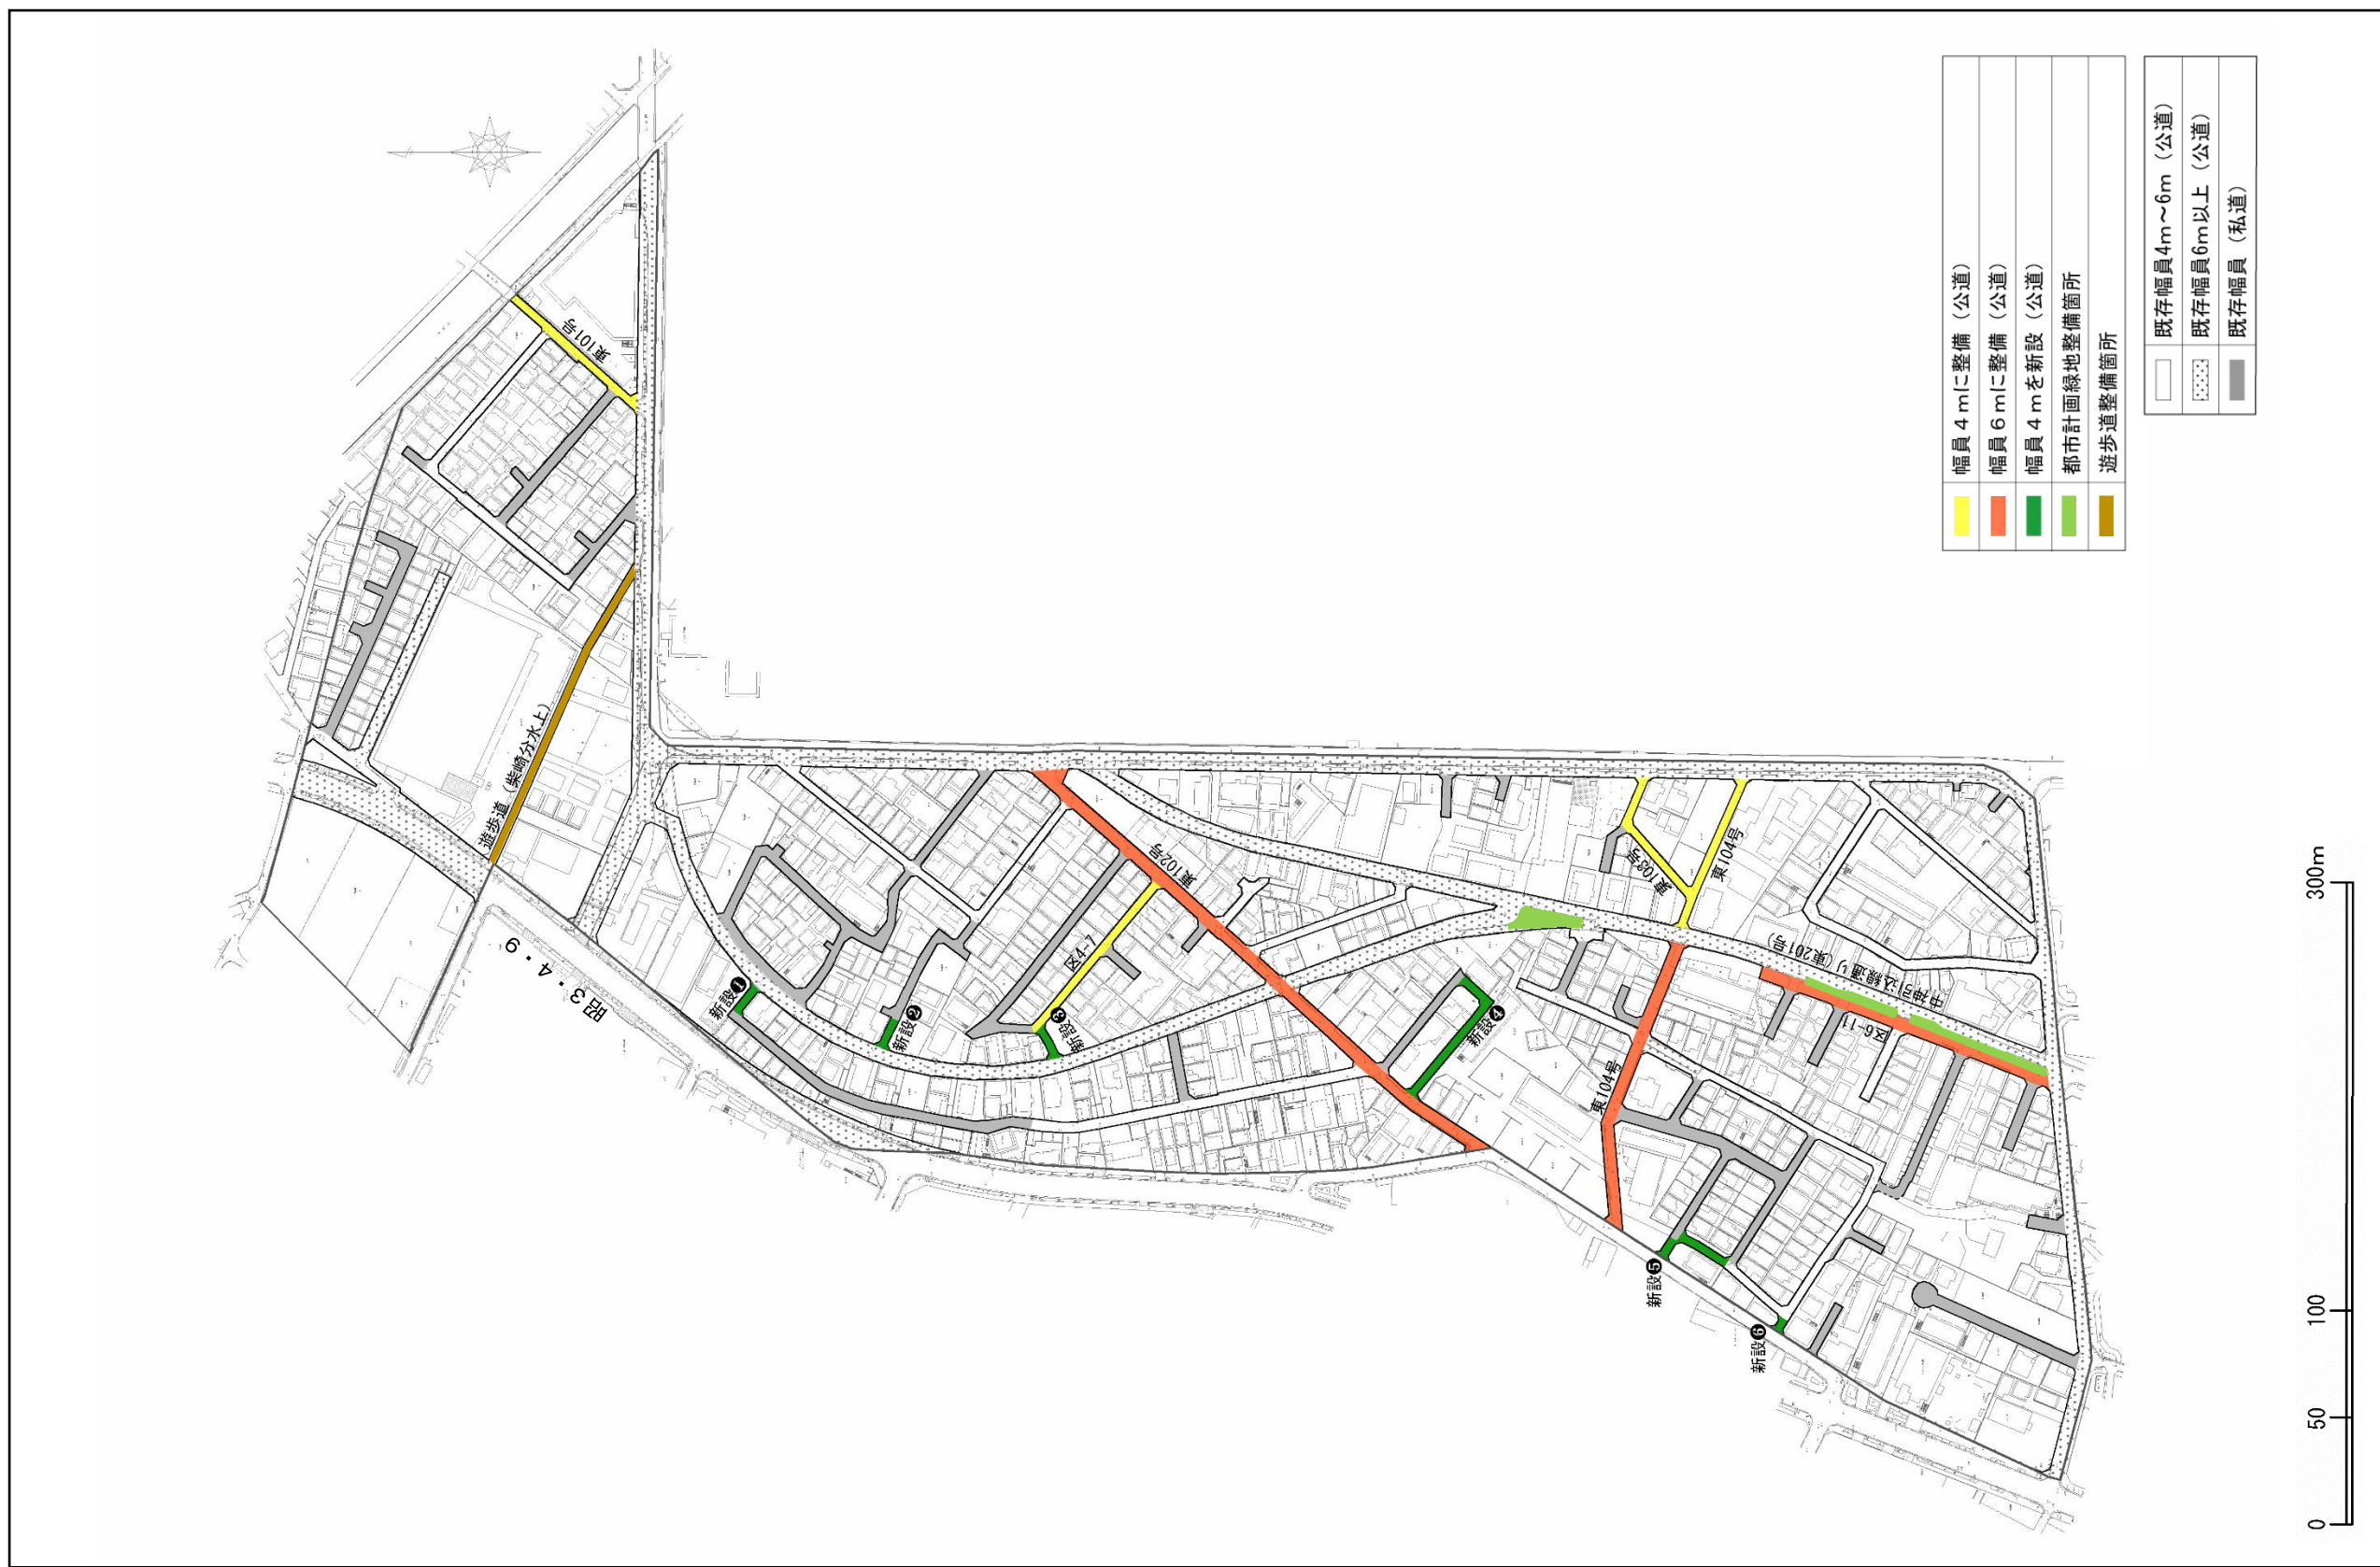 東101号
遊歩道（柴崎分水上）
昭３・４・９
新設❶
新設❷
新設❸
区4-7
東102号
新設❹
東103号
東104号
中神引込線通り（東201号）
区6-11
東104号
新設❺
新設❻
幅員４ｍに整備（公道）
幅員６ｍに整備（公道）
幅員４ｍを新設（公道）
都市計画緑地整備箇所
遊歩道整備箇所
既存幅員4m～6m（公道）
既存幅員6m以上（公道）
既存幅員（私道）
0
50
100
300m